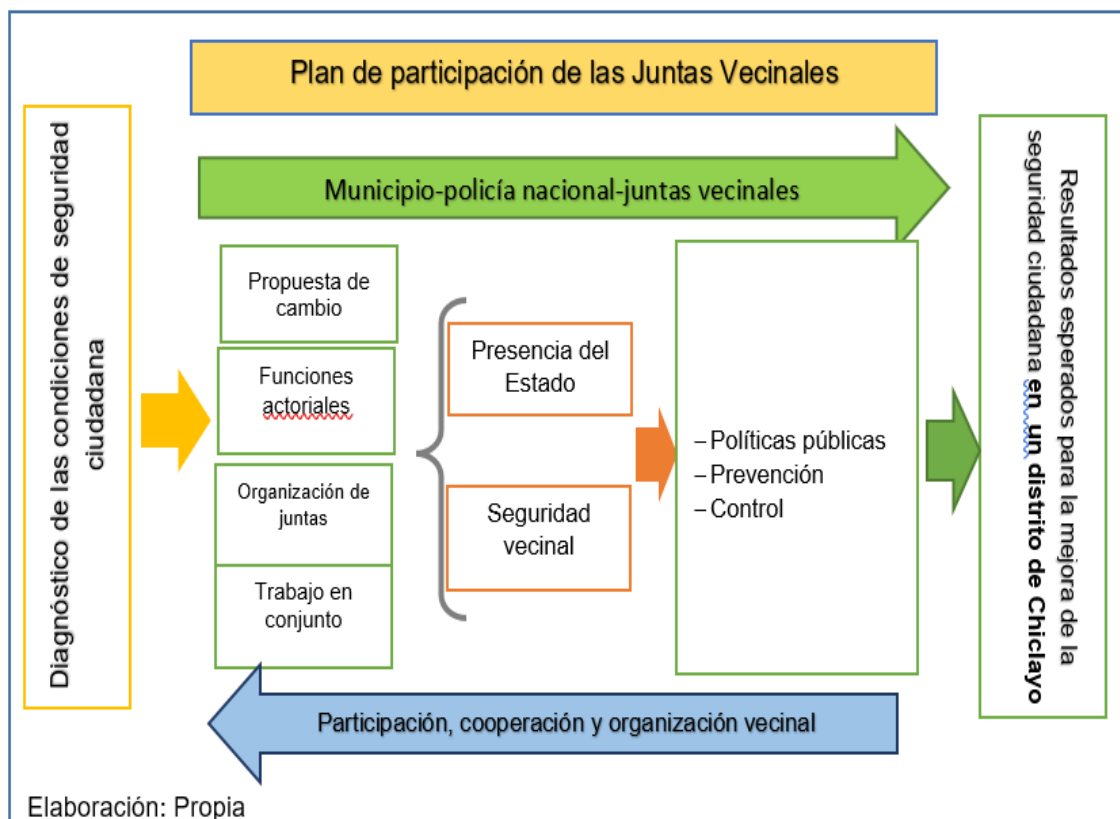 Plan de participación de las Juntas Vecinales
Diagnóstico de las condiciones de seguridad
ciudadana
Municipio-policía nacional-juntas vecinales
Propuesta de
cambio
Funciones
actoriales
Organización de
juntas
Trabajo en
conjunto
Presencia del
Estado
Seguridad
vecinal
– Políticas públicas
– Prevención
– Control
Resultados esperados para la mejora de la
seguridad ciudadana en un distrito de Chiclayo
Participación, cooperación y organización vecinal
Elaboración: Propia